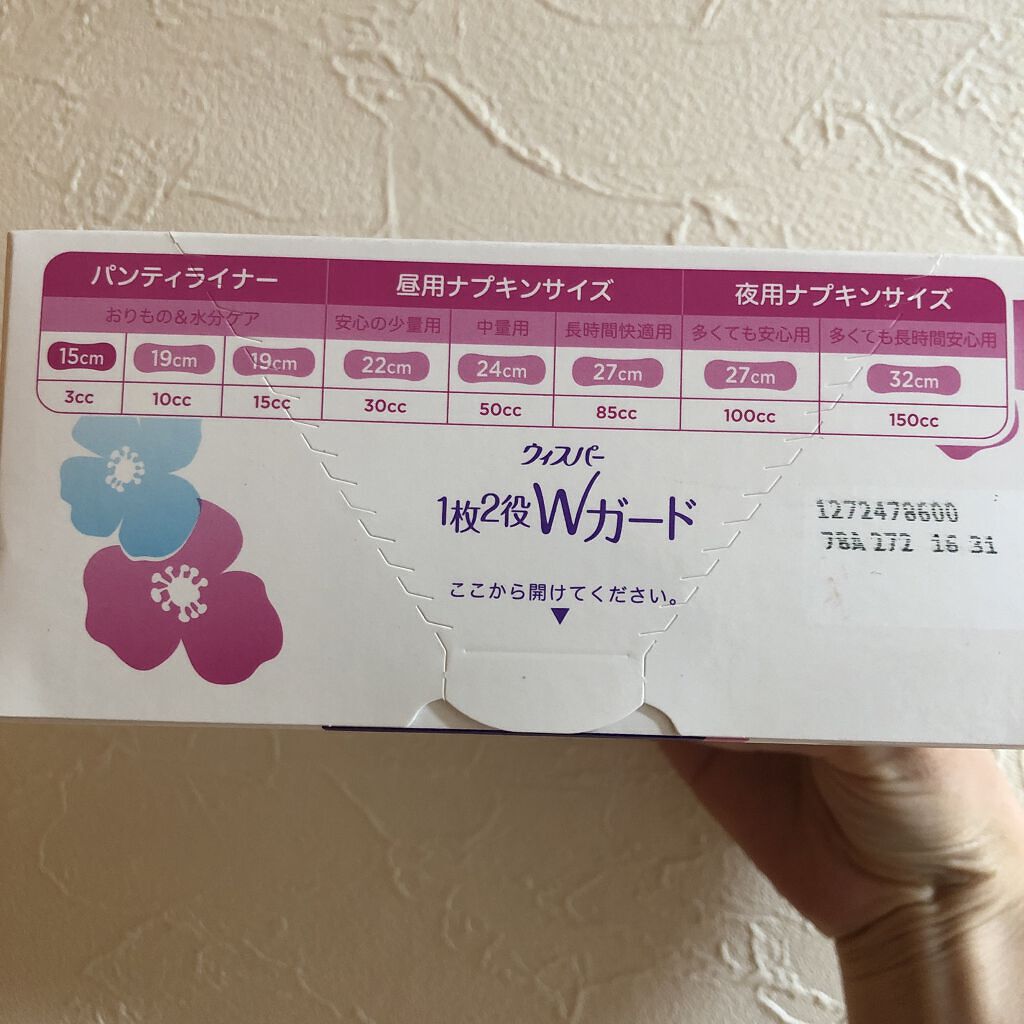 パンティライナー 昼用ナプキンサイズ 夜用ナプキンサイズ
おりもの&水分ケア 安心の少量用 中量用 長時間快適用 多くても安心用 多くても長時間安心用
15cm 19cm 19cm 22cm 24cm 27cm 27cm 32cm
3cc 10cc 15cc 30cc 50cc 85cc 100cc 150cc
ウィスパー
1枚2役Wガード
1272478600
78A 272 16 31
ここから開けてください。